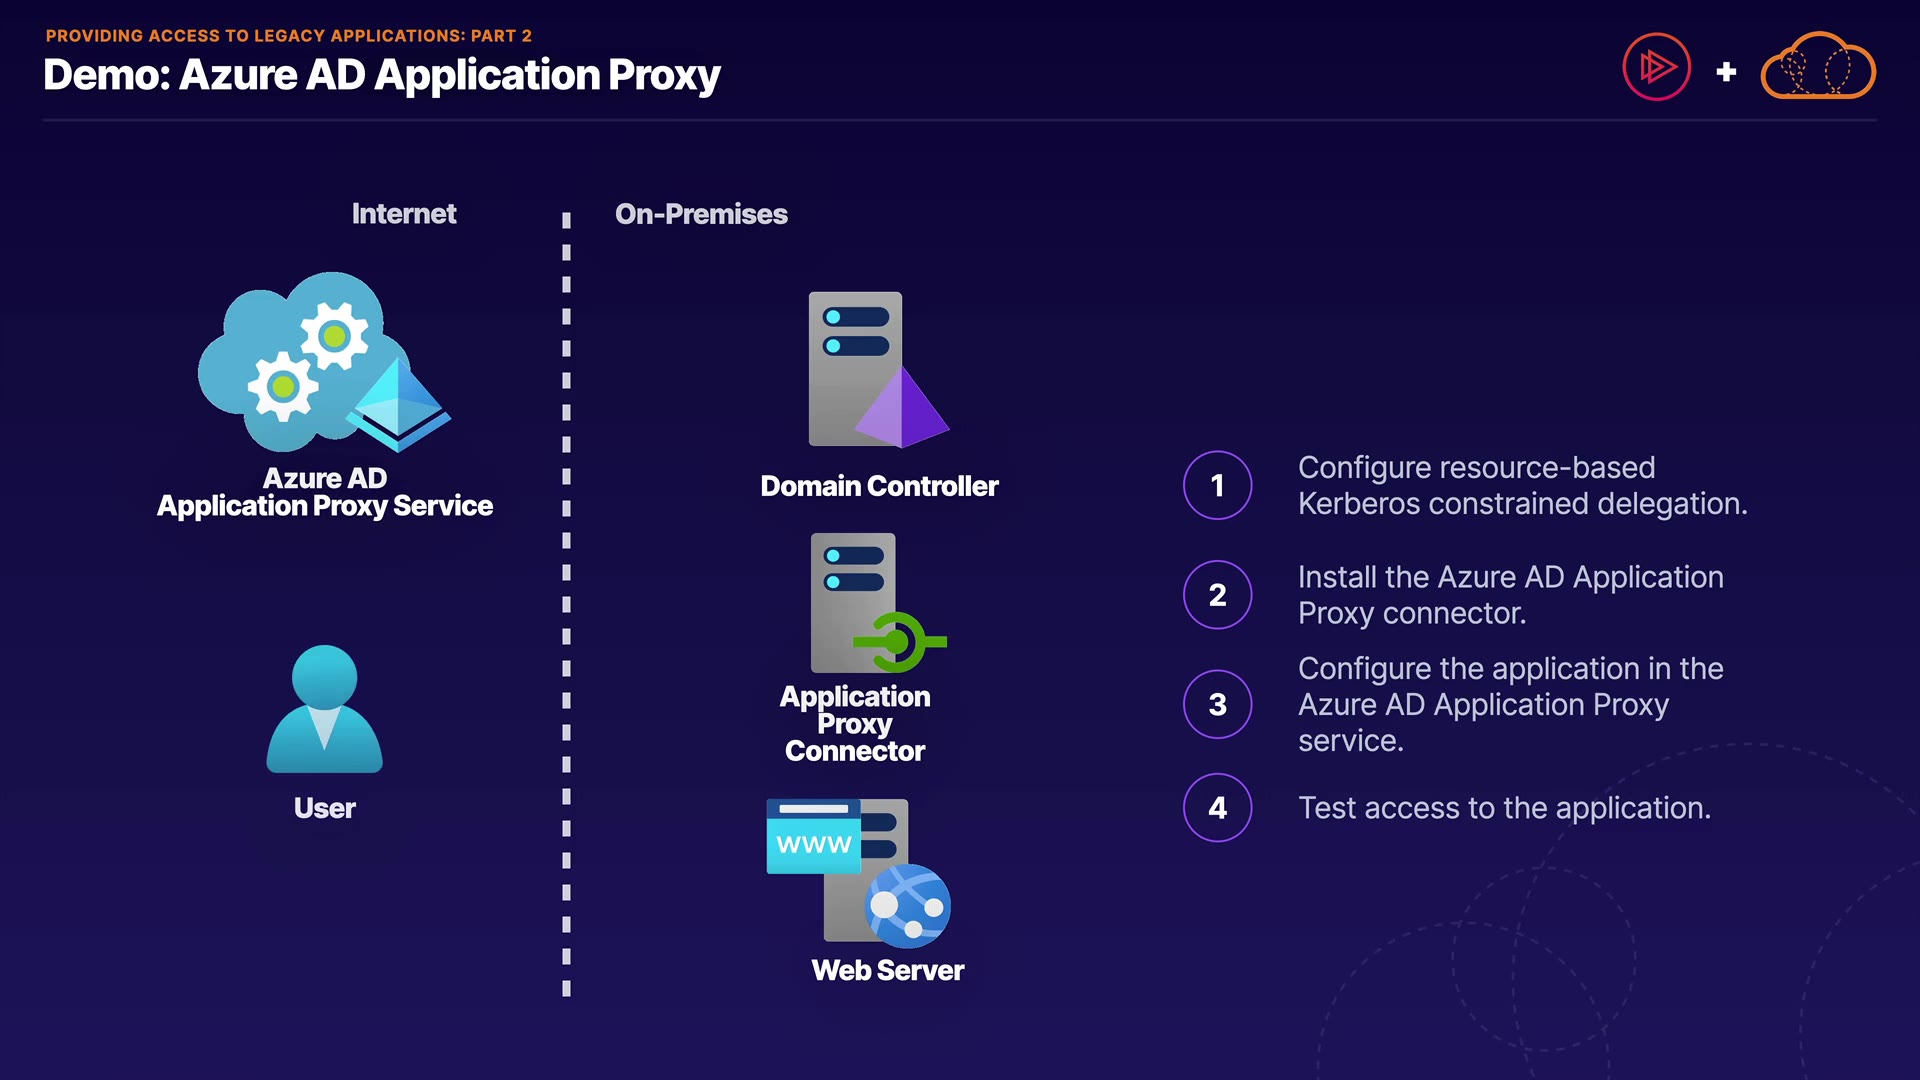 PROVIDING ACCESS TO LEGACY APPLICATIONS: PART 2
Demo: Azure AD Application Proxy
+
Internet
On-Premises
Azure AD
Application Proxy Service
User
Domain Controller
Application
Proxy
Connector
www
Web Server
1
Configure resource-based
Kerberos constrained delegation.
2
Install the Azure AD Application
Proxy connector.
3
Configure the application in the
Azure AD Application Proxy
service.
4
Test access to the application.